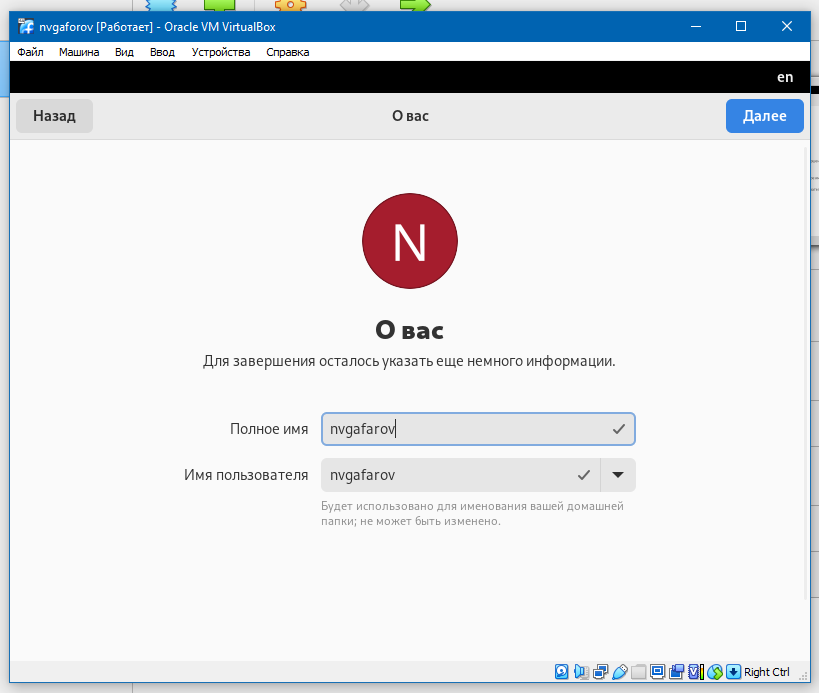 nvgaforov [Работает] - Oracle VM VirtualBox
Файл Машина Вид Ввод Устройства Справка
en
Назад О вас Далее
N
О вас
Для завершения осталось указать еще немного информации.
Полное имя nvgafarov
Имя пользователя nvgafarov
Будет использовано для именования вашей домашней
папки; не может быть изменено.
Right Ctrl